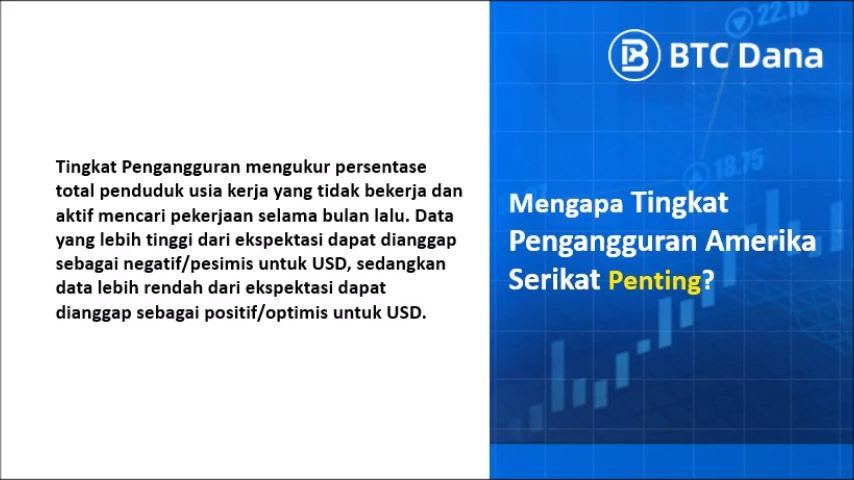 Tingkat Pengangguran mengukur persentase
total penduduk usia kerja yang tidak bekerja dan
aktif mencari pekerjaan selama bulan lalu. Data
yang lebih tinggi dari ekspektasi dapat dianggap
sebagai negatif/pesimis untuk USD, sedangkan
data lebih rendah dari ekspektasi dapat
dianggap sebagai positif/optimis untuk USD.
22.10
BTC Dana
18.75
Mengapa Tingkat
Pengangguran Amerika
Serikat Penting?